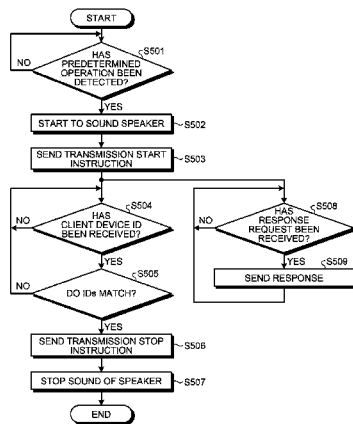 START
S501
HAS
PREDETERMINED
OPERATION BEEN
DETECTED?
NO
YES
START TO SOUND SPEAKER
S502
SEND TRANSMISSION START
INSTRUCTION
S503
S504
HAS
CLIENT DEVICE ID
BEEN RECEIVED?
NO
YES
S505
DO IDs MATCH?
NO
YES
SEND TRANSMISSION STOP
INSTRUCTION
S506
STOP SOUND OF SPEAKER
S507
END
S508
HAS
RESPONSE
REQUEST BEEN
RECEIVED?
NO
YES
S509
SEND RESPONSE